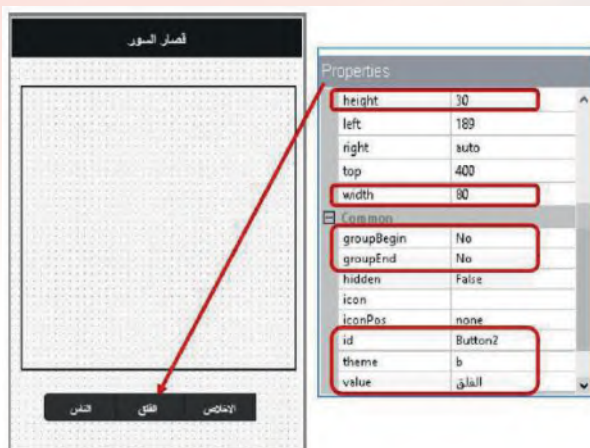 قصار السور
الاخلاص
الفلق
الناس
Properties
height 30
left 189
right auto
top 400
width 80
Common
groupBegin No
groupEnd No
hidden False
icon
iconPos none
id Button2
theme b
value الفلق